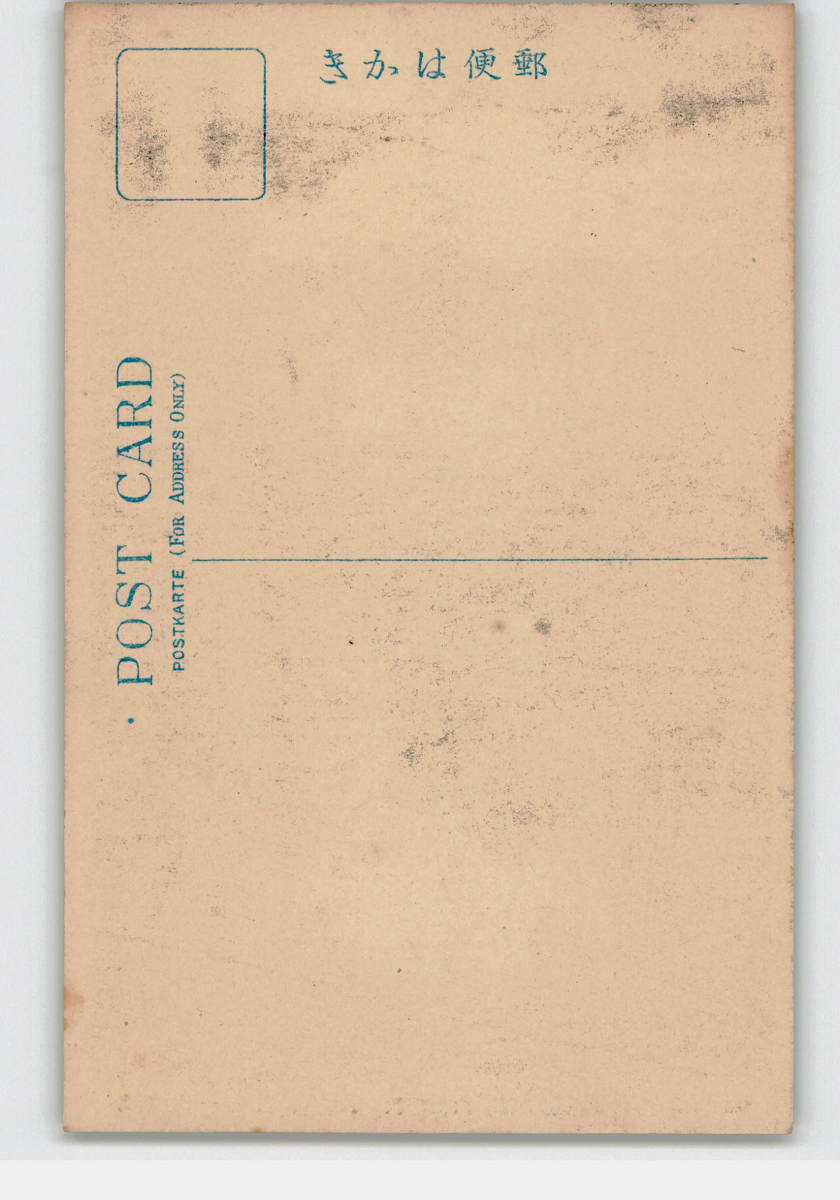 郵便はかき
POST CARD
POSTKARTE (FOR ADDRESS ONLY)